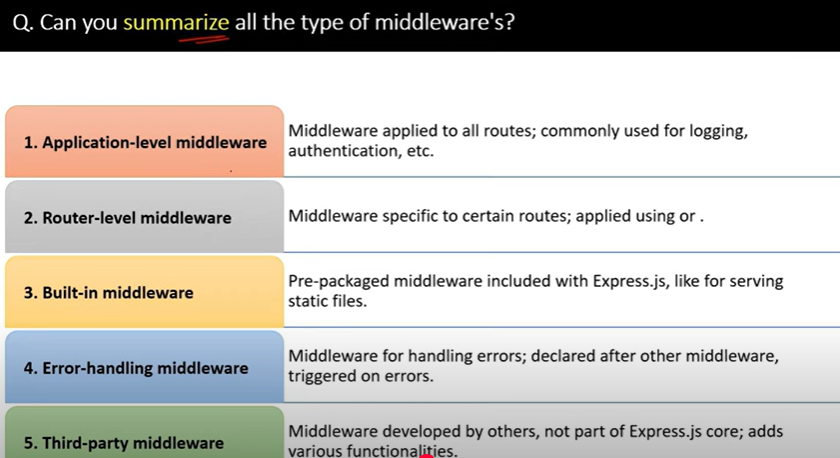 Q. Can you summarize all the type of middleware's?
1. Application-level middleware
Middleware applied to all routes; commonly used for logging,
authentication, etc.
2. Router-level middleware
Middleware specific to certain routes; applied using or .
3. Built-in middleware
Pre-packaged middleware included with Express.js, like for serving
static files.
4. Error-handling middleware
Middleware for handling errors; declared after other middleware,
triggered on errors.
5. Third-party middleware
Middleware developed by others, not part of Express.js core; adds
various functionalities.